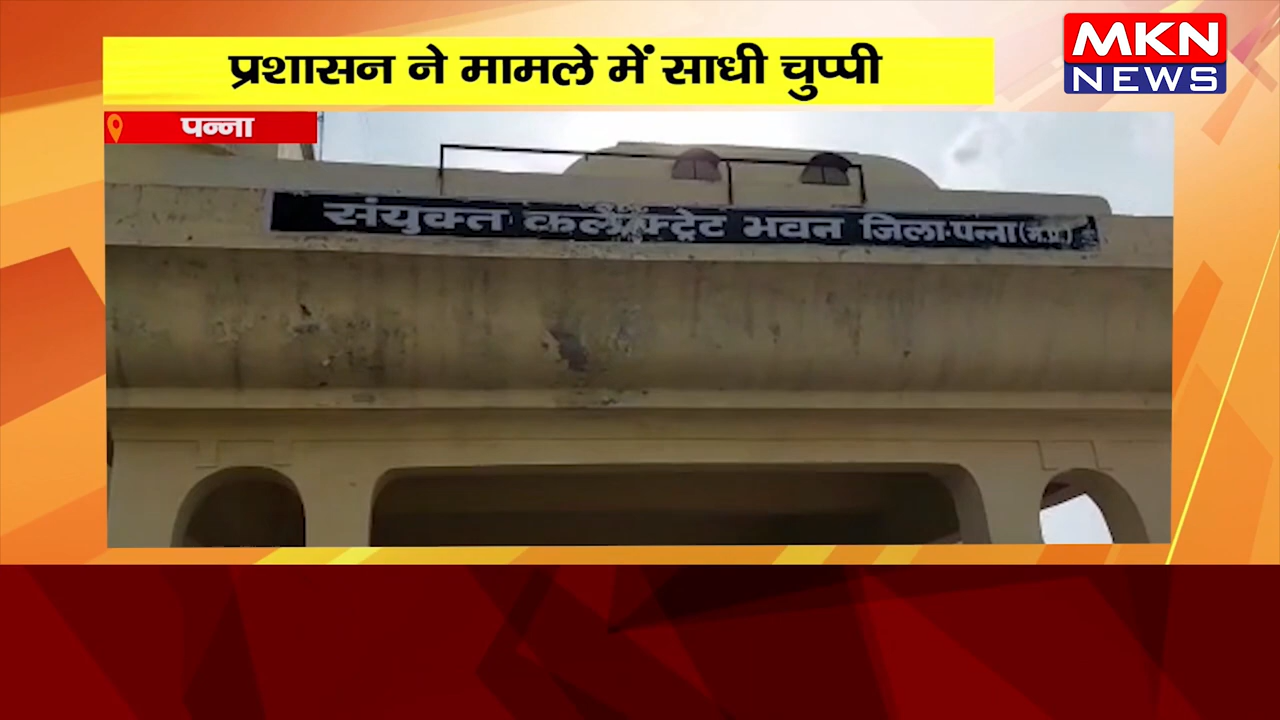 प्रशासन ने मामले में साधी चुप्पी
MKN
NEWS
पन्ना
संयुक्त कलेक्ट्रेट भवन जिला-पन्ना (म.प्र.)